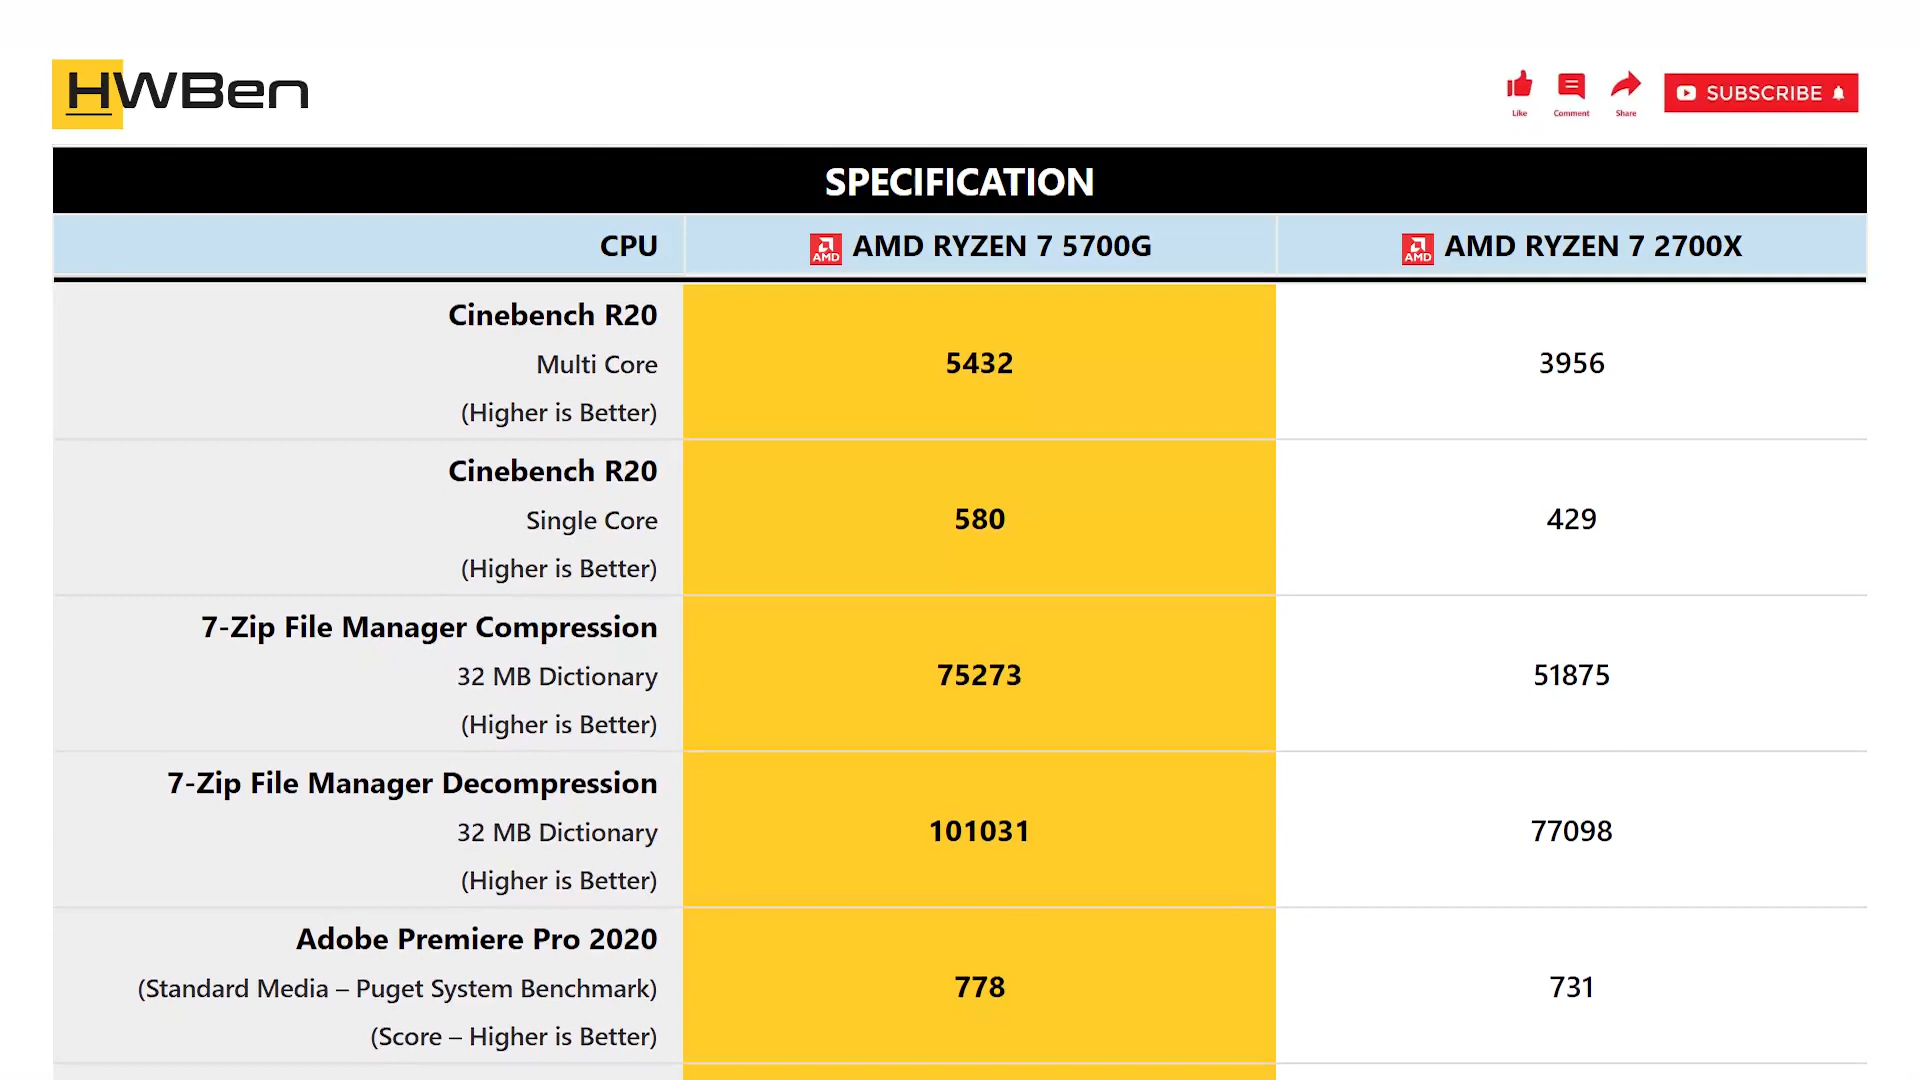 HWBen
Like
Comment
Share
SUBSCRIBE
SPECIFICATION
CPU
AMD
AMD RYZEN 7 5700G
AMD
AMD RYZEN 7 2700X
Cinebench R20
Multi Core
(Higher is Better)
5432
3956
Cinebench R20
Single Core
(Higher is Better)
580
429
7-Zip File Manager Compression
32 MB Dictionary
(Higher is Better)
75273
51875
7-Zip File Manager Decompression
32 MB Dictionary
(Higher is Better)
101031
77098
Adobe Premiere Pro 2020
(Standard Media – Puget System Benchmark)
(Score – Higher is Better)
778
731